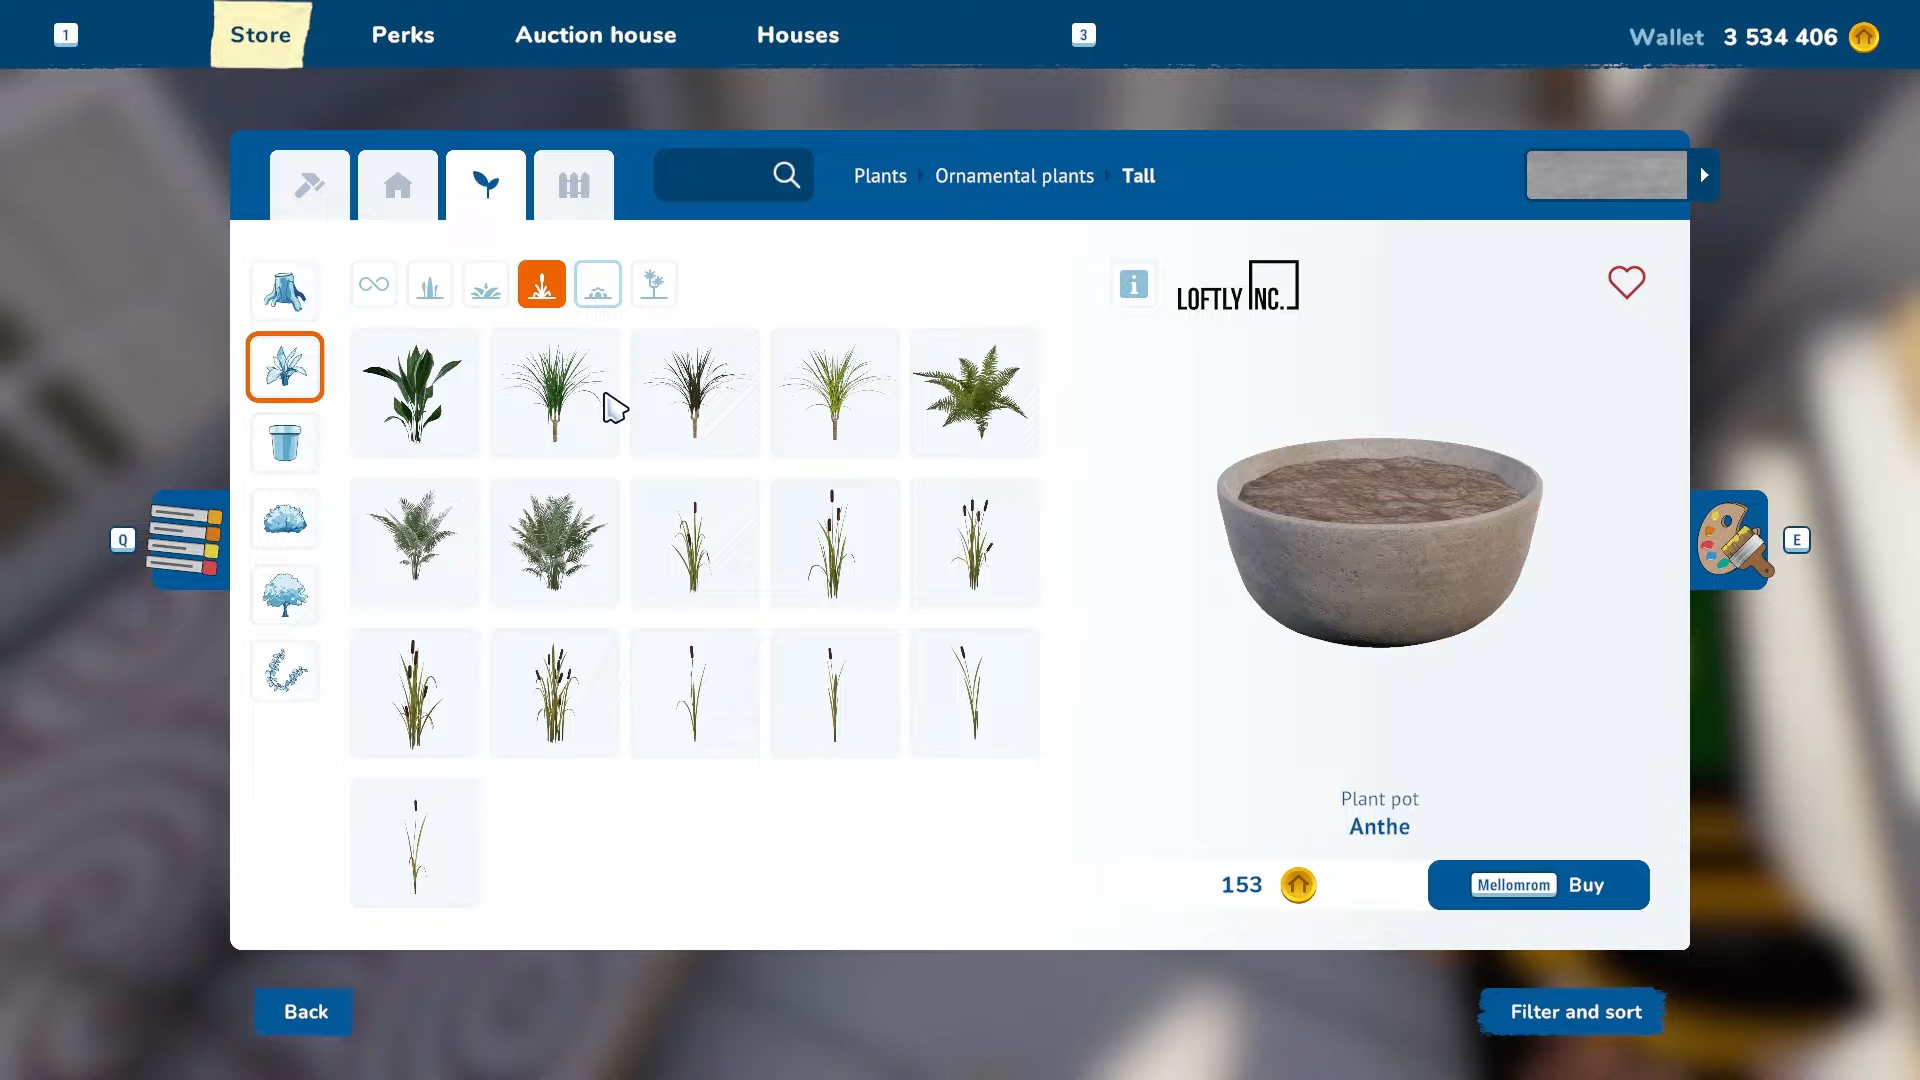 1
Store
Perks
Auction house
Houses
3
Wallet 3 534 406
Plants
Ornamental plants
Tall
i
LOFTLY INC.
Q
E
Plant pot
Anthe
153
Mellomrom Buy
Back
Filter and sort